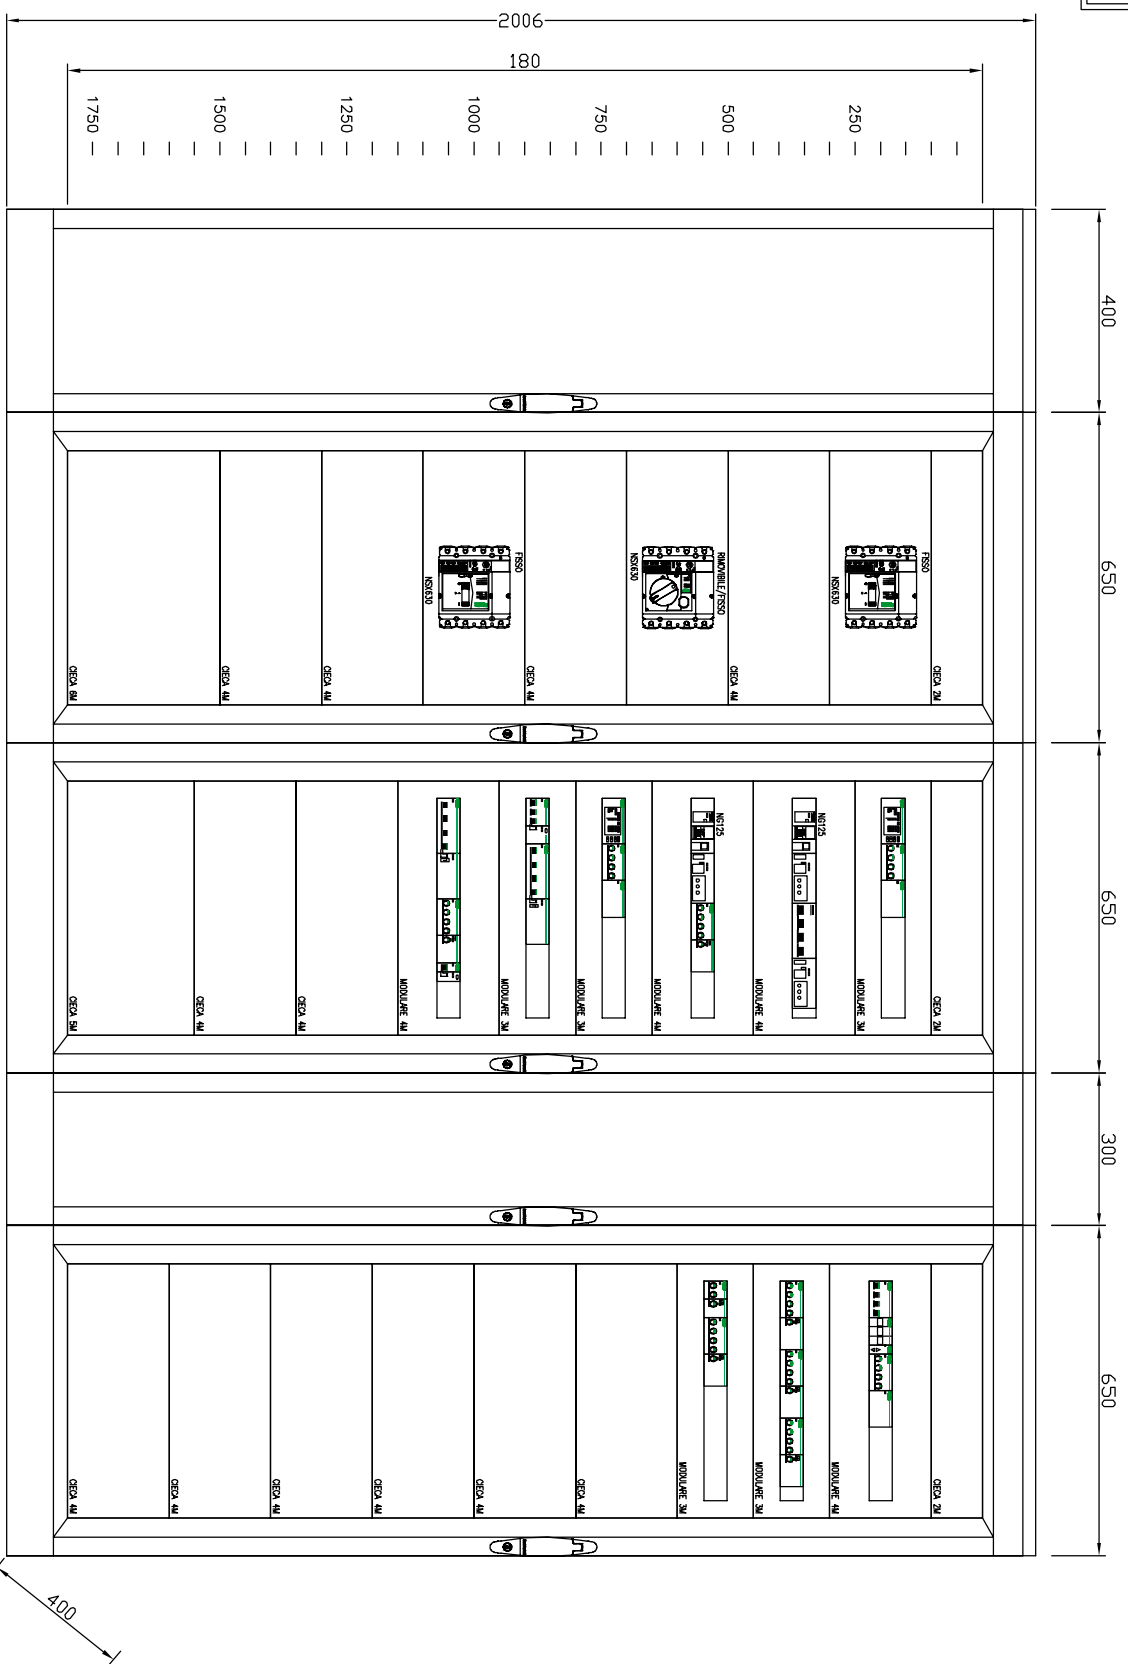 400
650
650
300
650
2006
180
250
500
750
1000
1250
1500
1750
CIECA 2M
FISSO
NSX630
CIECA 4M
RIMOVIBILE/FISSO
NSX630
CIECA 4M
FISSO
NSX630
CIECA 4M
CIECA 4M
CIECA 6M
CIECA 2M
MODULARE 3M
NG125
MODULARE 4M
NG125
MODULARE 4M
MODULARE 3M
MODULARE 3M
MODULARE 4M
CIECA 4M
CIECA 4M
CIECA 5M
CIECA 2M
MODULARE 4M
MODULARE 3M
MODULARE 3M
CIECA 4M
CIECA 4M
CIECA 4M
CIECA 4M
CIECA 4M
CIECA 4M
400